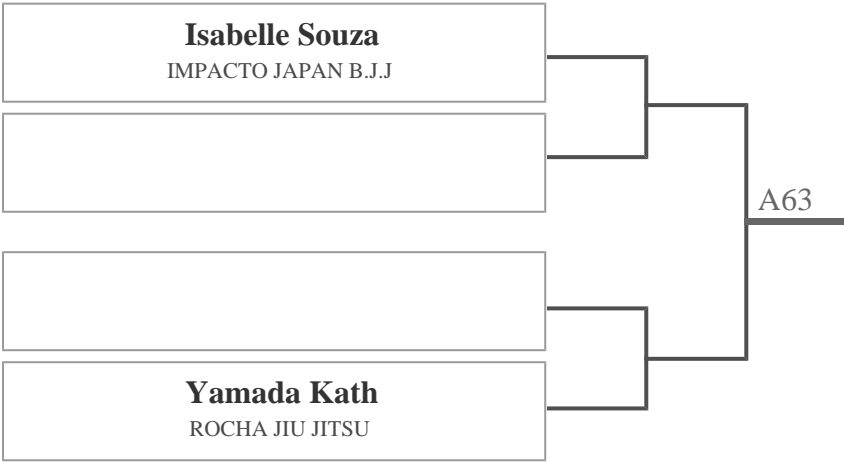 Isabelle Souza
IMPACTO JAPAN B.J.J
A63
Yamada Kath
ROCHA JIU JITSU